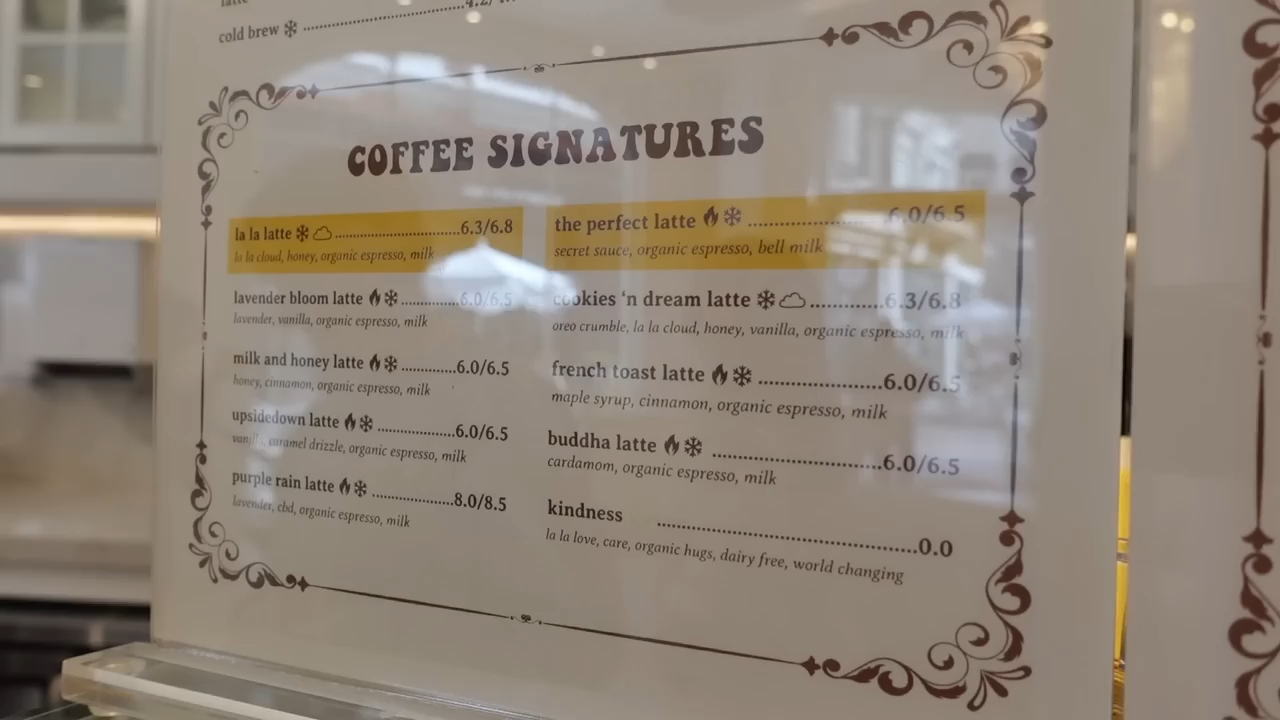 latte
cold brew
COFFEE SIGNATURES
la la latte ..........6.3/6.8
la la cloud, honey, organic espresso, milk
lavender bloom latte ..........6.0/6.5
lavender, vanilla, organic espresso, milk
milk and honey latte ..........6.0/6.5
honey, cinnamon, organic espresso, milk
upsidedown latte ..........6.0/6.5
vanilla, caramel drizzle, organic espresso, milk
purple rain latte ..........8.0/8.5
lavender, cbd, organic espresso, milk
the perfect latte ..........6.0/6.5
secret sauce, organic espresso, bell milk
cookies 'n dream latte ..........6.3/6.8
oreo crumble, la la cloud, honey, vanilla, organic espresso, milk
french toast latte ..........6.0/6.5
maple syrup, cinnamon, organic espresso, milk
buddha latte ..........6.0/6.5
cardamom, organic espresso, milk
kindness ..........0.0
la la love, care, organic hugs, dairy free, world changing